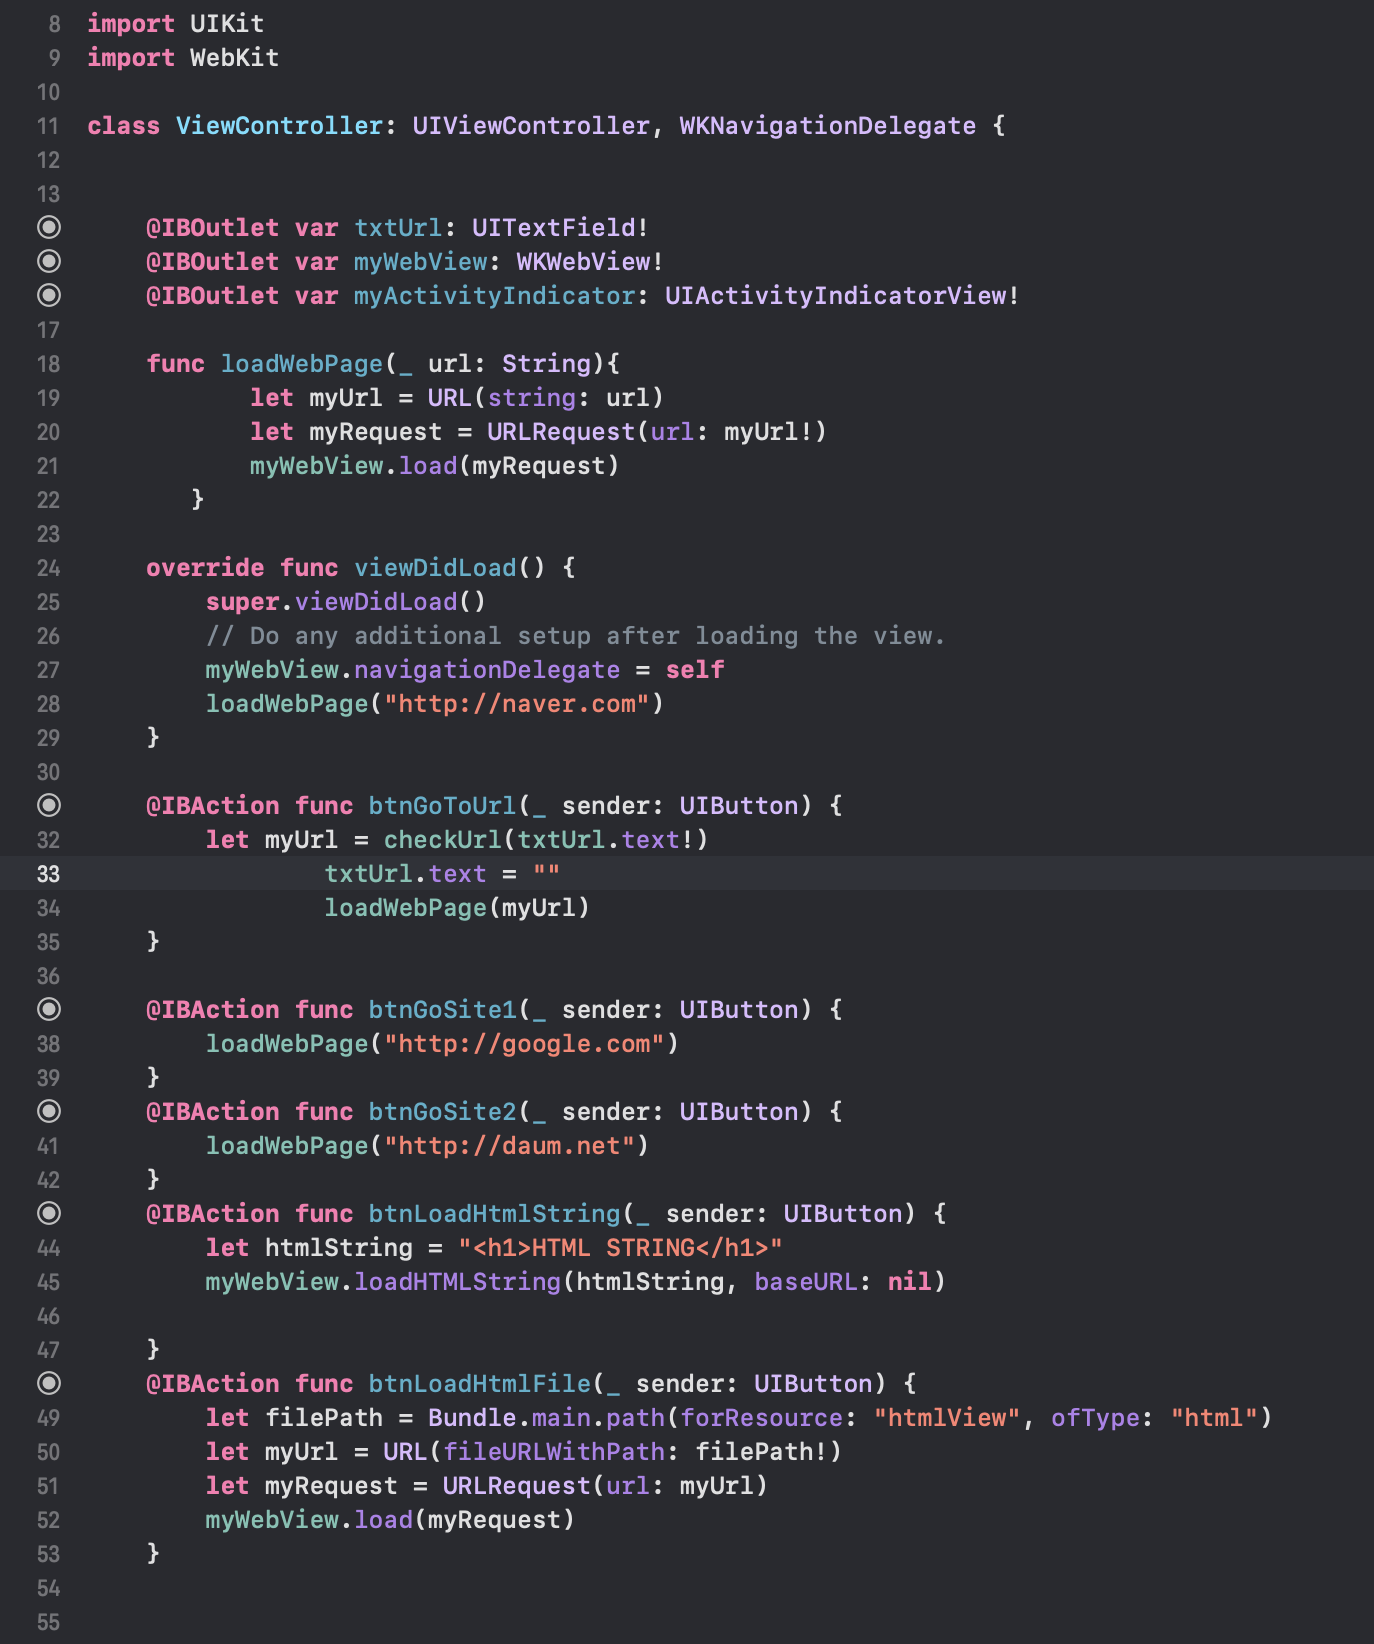 8 import UIKit
9 import WebKit
10
11 class ViewController: UIViewController, WKNavigationDelegate {
12
13
@IBOutlet var txtUrl: UITextField!
@IBOutlet var myWebView: WKWebView!
@IBOutlet var myActivityIndicator: UIActivityIndicatorView!
17
18 func loadWebPage(_ url: String){
19 let myUrl = URL(string: url)
20 let myRequest = URLRequest(url: myUrl!)
21 myWebView.load(myRequest)
22 }
23
24 override func viewDidLoad() {
25 super.viewDidLoad()
26 // Do any additional setup after loading the view.
27 myWebView.navigationDelegate = self
28 loadWebPage("http://naver.com")
29 }
30
@IBAction func btnGoToUrl(_ sender: UIButton) {
32 let myUrl = checkUrl(txtUrl.text!)
33 txtUrl.text = ""
34 loadWebPage(myUrl)
35 }
36
@IBAction func btnGoSite1(_ sender: UIButton) {
38 loadWebPage("http://google.com")
39 }
@IBAction func btnGoSite2(_ sender: UIButton) {
41 loadWebPage("http://daum.net")
42 }
@IBAction func btnLoadHtmlString(_ sender: UIButton) {
44 let htmlString = "<h1>HTML STRING</h1>"
45 myWebView.loadHTMLString(htmlString, baseURL: nil)
46
47 }
@IBAction func btnLoadHtmlFile(_ sender: UIButton) {
49 let filePath = Bundle.main.path(forResource: "htmlView", ofType: "html")
50 let myUrl = URL(fileURLWithPath: filePath!)
51 let myRequest = URLRequest(url: myUrl)
52 myWebView.load(myRequest)
53 }
54
55